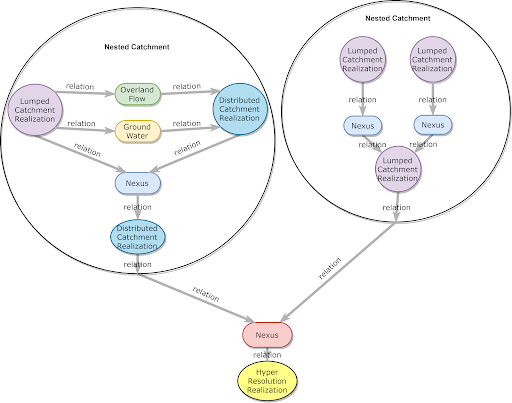 Nested Catchment
Lumped
Catchment
Realization
relation
Overland
Flow
relation
Distributed
Catchment
Realization
relation
Ground
Water
relation
relation
relation
Nexus
relation
Distributed
Catchment
Realization
relation
relation
Nested Catchment
Lumped
Catchment
Realization
Lumped
Catchment
Realization
relation
relation
Nexus
Nexus
relation
relation
Lumped
Catchment
Realization
relation
relation
Nexus
relation
Hyper
Resolution
Realization